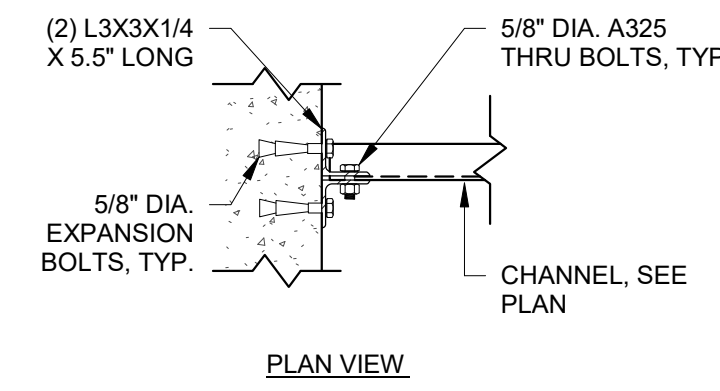 (2) L3X3X1/4
X 5.5" LONG
5/8" DIA. A325
THRU BOLTS, TYP
5/8" DIA.
EXPANSION
BOLTS, TYP.
CHANNEL, SEE
PLAN
PLAN VIEW